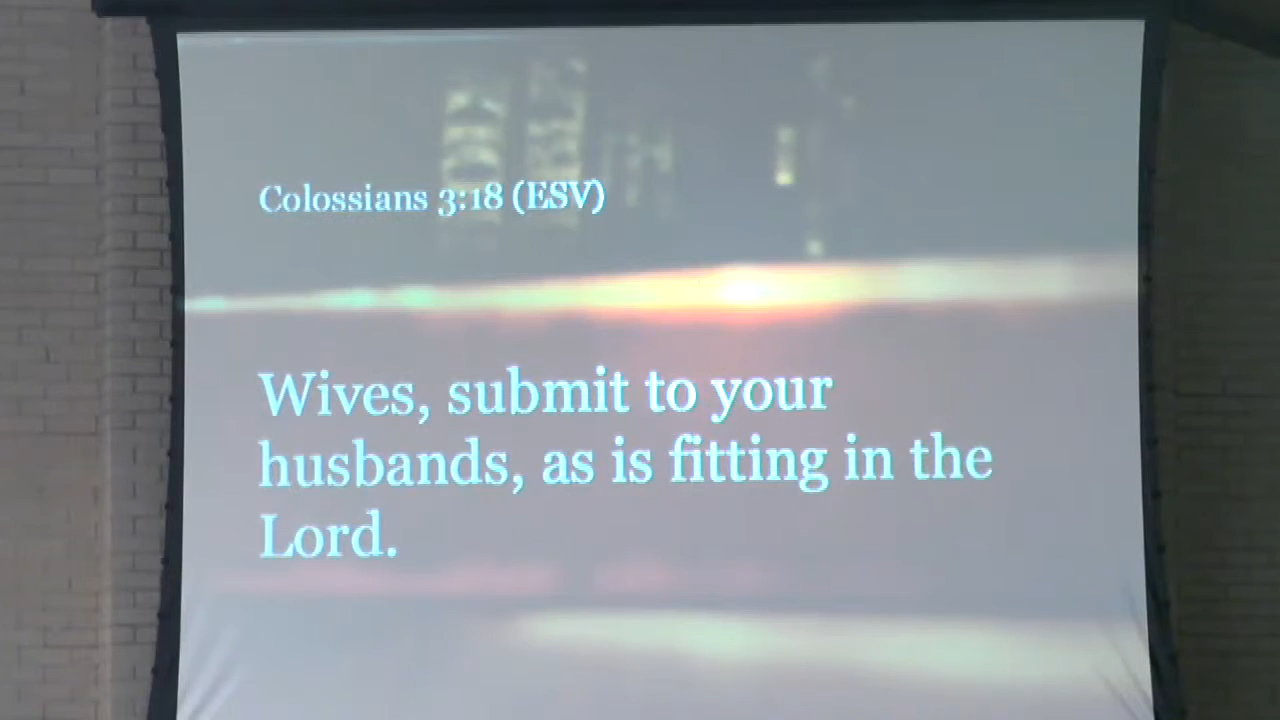 Colossians 3:18 (ESV)
Wives, submit to your
husbands, as is fitting in the
Lord.